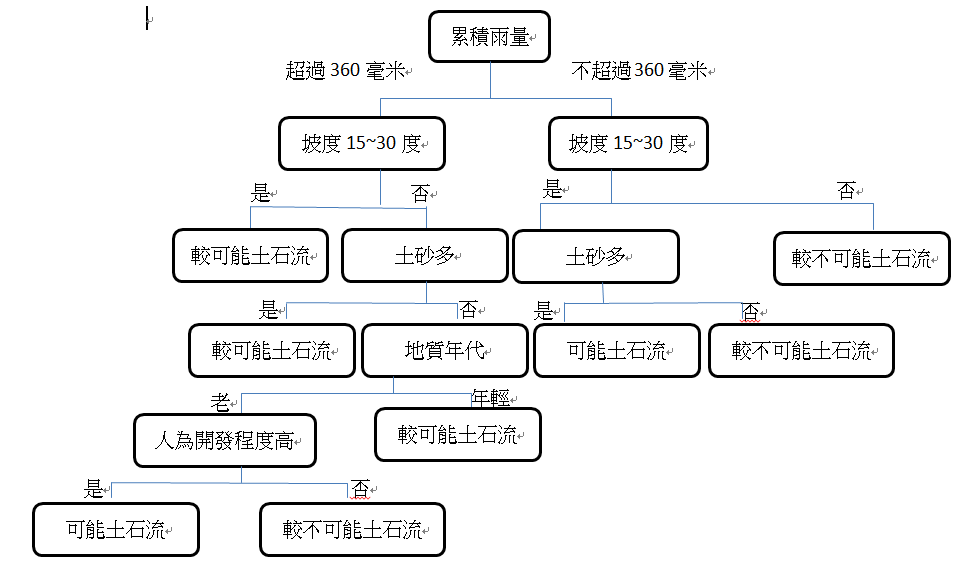 累積雨量
超過 360 毫米
不超過 360 毫米
坡度 15~30 度
坡度 15~30 度
是
否
是
否
較可能土石流
土砂多
土砂多
較不可能土石流
是
否
是
否
較可能土石流
地質年代
可能土石流
較不可能土石流
老
年輕
人為開發程度高
較可能土石流
是
否
可能土石流
較不可能土石流